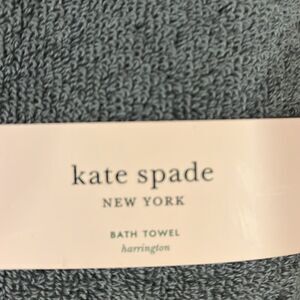 kate spade
NEW YORK
BATH TOWEL
harrington